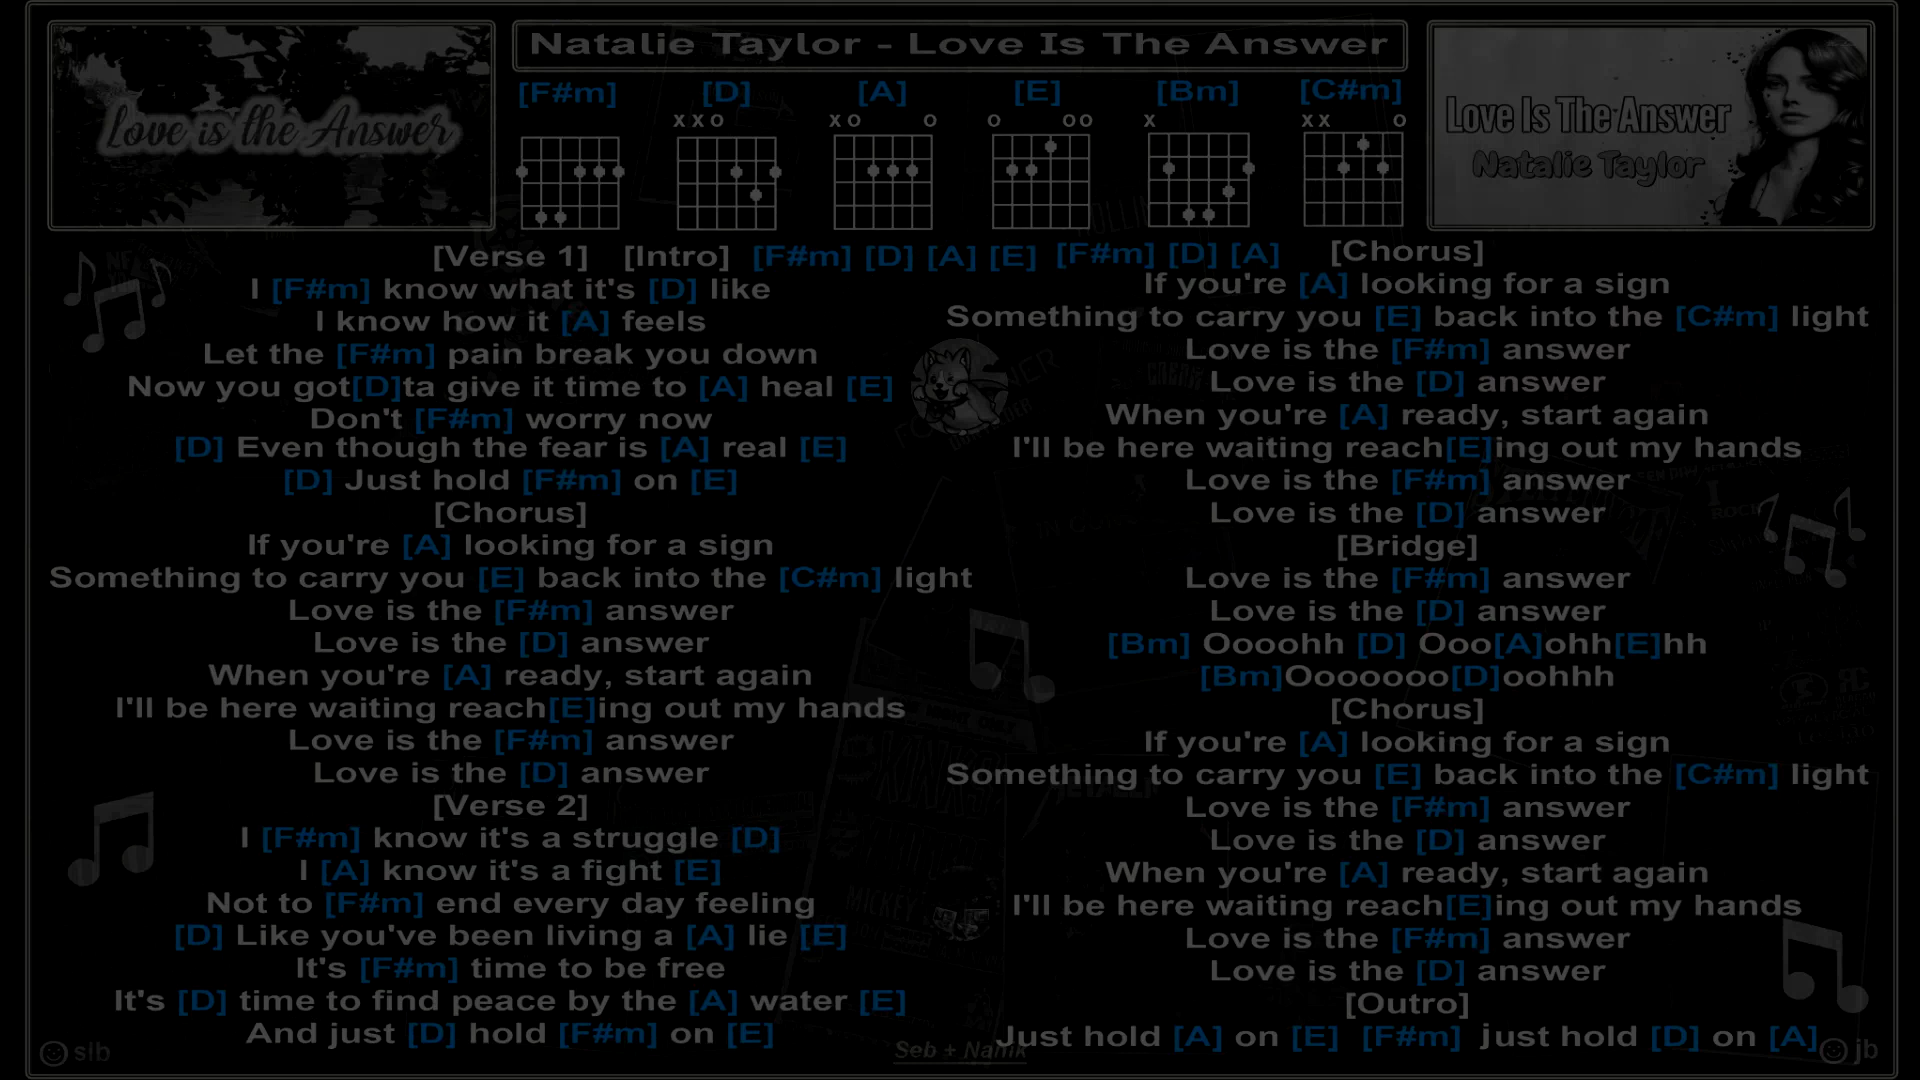 Love is the Answer
Natalie Taylor - Love Is The Answer
Love Is The Answer
Natalie Taylor
[F#m] [D] [A] [E] [Bm] [C#m]
x x o x o o o o o x x x o
[Verse 1] [Intro] [F#m] [D] [A] [E] [F#m] [D] [A]
I [F#m] know what it's [D] like
I know how it [A] feels
Let the [F#m] pain break you down
Now you got[D]ta give it time to [A] heal [E]
Don't [F#m] worry now
[D] Even though the fear is [A] real [E]
[D] Just hold [F#m] on [E]
[Chorus]
If you're [A] looking for a sign
Something to carry you [E] back into the [C#m] light
Love is the [F#m] answer
Love is the [D] answer
When you're [A] ready, start again
I'll be here waiting reach[E]ing out my hands
Love is the [F#m] answer
Love is the [D] answer
[Verse 2]
I [F#m] know it's a struggle [D]
I [A] know it's a fight [E]
Not to [F#m] end every day feeling
[D] Like you've been living a [A] lie [E]
It's [F#m] time to be free
It's [D] time to find peace by the [A] water [E]
And just [D] hold [F#m] on [E]
[Chorus]
If you're [A] looking for a sign
Something to carry you [E] back into the [C#m] light
Love is the [F#m] answer
Love is the [D] answer
When you're [A] ready, start again
I'll be here waiting reach[E]ing out my hands
Love is the [F#m] answer
Love is the [D] answer
[Bridge]
Love is the [F#m] answer
Love is the [D] answer
[Bm] Oooohh [D] Ooo[A]ohh[E]hh
[Bm]Ooooooo[D]oohhh
[Chorus]
If you're [A] looking for a sign
Something to carry you [E] back into the [C#m] light
Love is the [F#m] answer
Love is the [D] answer
When you're [A] ready, start again
I'll be here waiting reach[E]ing out my hands
Love is the [F#m] answer
Love is the [D] answer
[Outro]
Just hold [A] on [E] [F#m] just hold [D] on [A]
slb
Seb + Nanik
jb